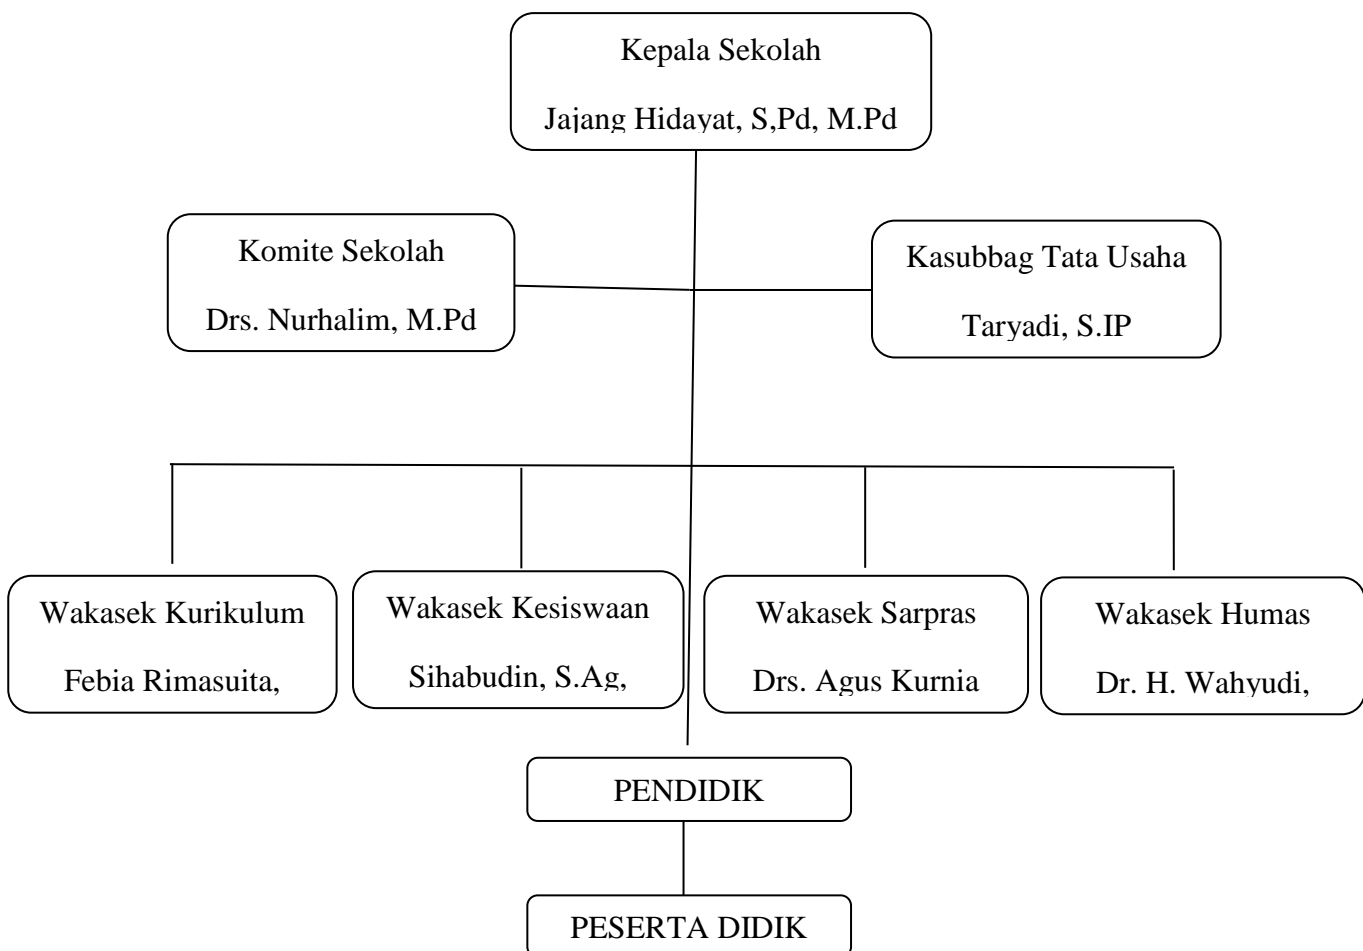 Kepala Sekolah
Jajang Hidayat, S,Pd, M.Pd
Komite Sekolah
Drs. Nurhalim, M.Pd
Kasubbag Tata Usaha
Taryadi, S.IP
Wakasek Kurikulum
Febia Rimasuita,
Wakasek Kesiswaan
Sihabudin, S.Ag,
Wakasek Sarpras
Drs. Agus Kurnia
Wakasek Humas
Dr. H. Wahyudi,
PENDIDIK
PESERTA DIDIK